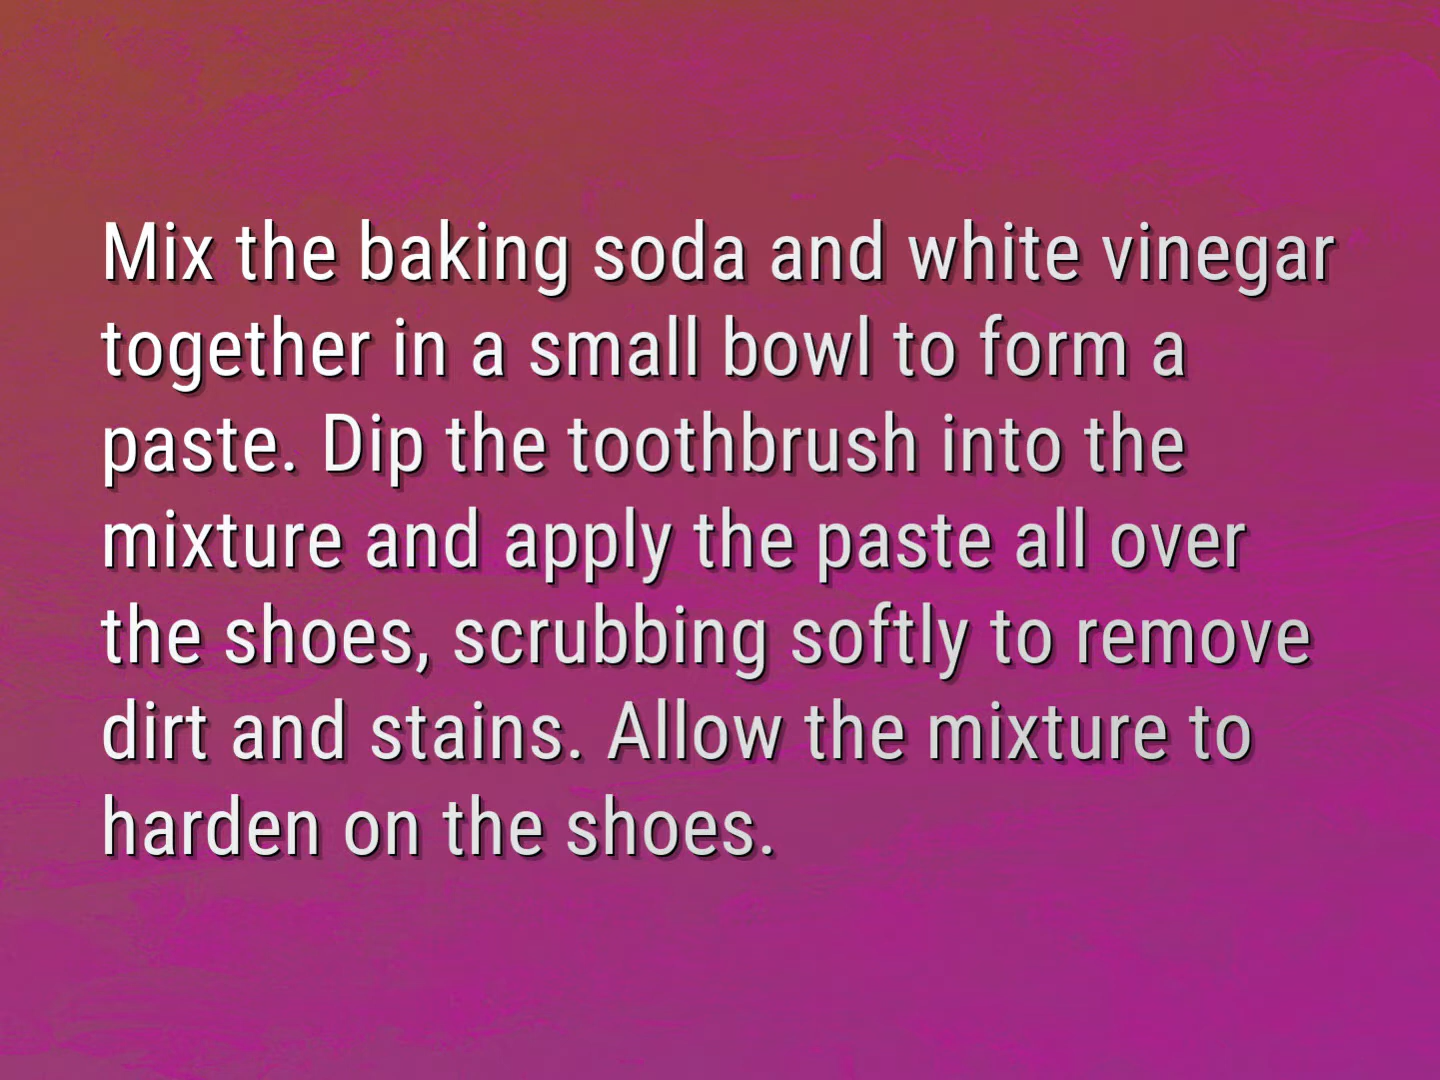 Mix the baking soda and white vinegar
together in a small bowl to form a
paste. Dip the toothbrush into the
mixture and apply the paste all over
the shoes, scrubbing softly to remove
dirt and stains. Allow the mixture to
harden on the shoes.